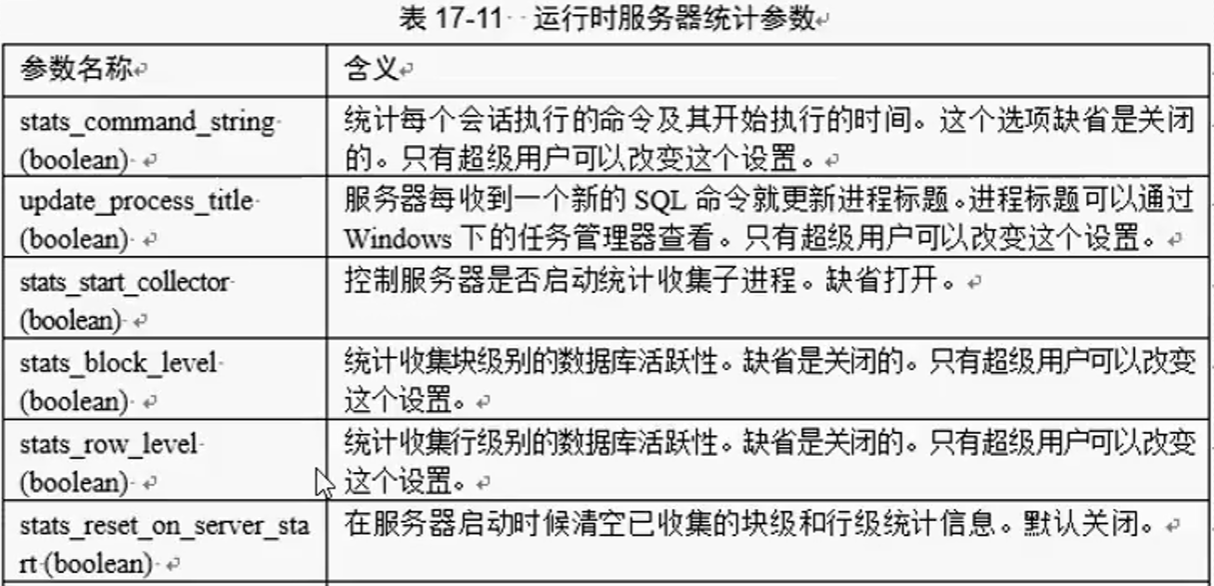 表 17-11 运行时服务器统计参数
参数名称
含义
stats_command_string
(boolean)
统计每个会话执行的命令及其开始执行的时间。这个选项缺省是关闭
的。只有超级用户可以改变这个设置。
update_process_title
(boolean)
服务器每收到一个新的 SQL 命令就更新进程标题。进程标题可以通过
Windows 下的任务管理器查看。只有超级用户可以改变这个设置。
stats_start_collector
(boolean)
控制服务器是否启动统计收集子进程。缺省打开。
stats_block_level
(boolean)
统计收集块级别的数据库活跃性。缺省是关闭的。只有超级用户可以改变
这个设置。
stats_row_level
(boolean)
统计收集行级别的数据库活跃性。缺省是关闭的。只有超级用户可以改变
这个设置。
stats_reset_on_server_sta
rt (boolean)
在服务器启动时候清空已收集的块级和行级统计信息。默认关闭。